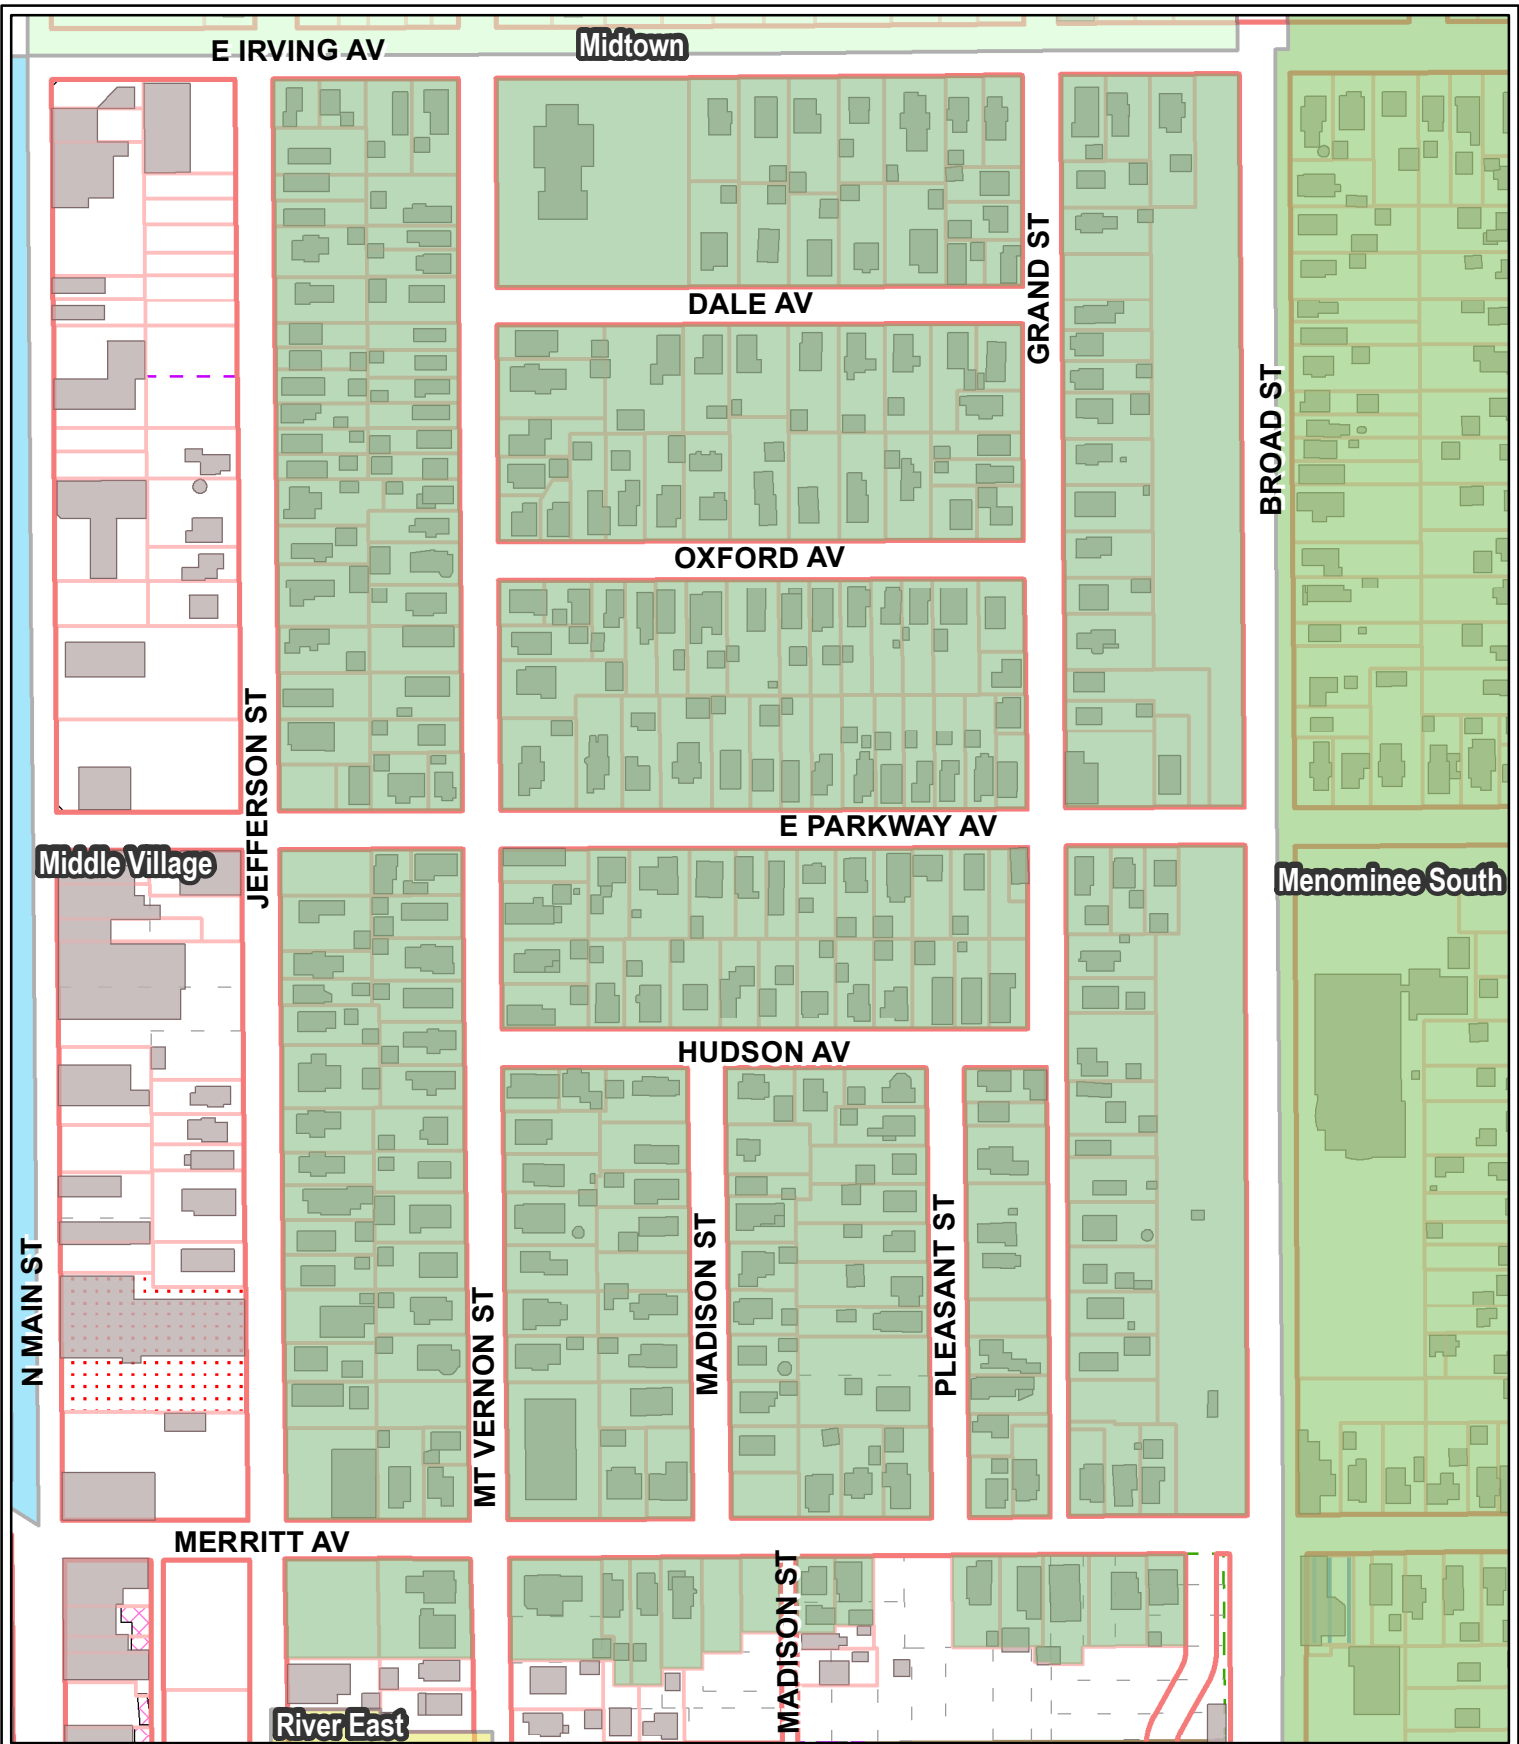 E IRVING AV
Midtown
DALE AV
GRAND ST
BROAD ST
OXFORD AV
JEFFERSON ST
E PARKWAY AV
Middle Village
Menominee South
HUDSON AV
N MAIN ST
MT VERNON ST
MADISON ST
PLEASANT ST
MERRITT AV
MADISON ST
River East